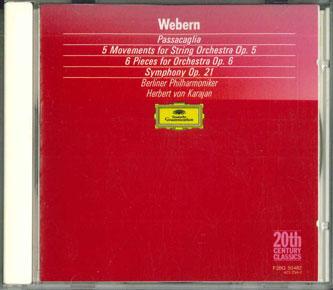 Webern
Passacaglia
5 Movements for String Orchestra Op. 5
6 Pieces for Orchestra Op. 6
Symphony Op. 21
Berliner Philharmoniker
Herbert von Karajan
Deutsche
Grammophon
20th
CENTURY
CLASSICS